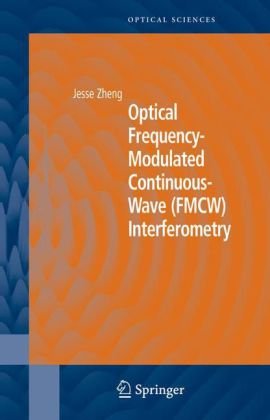 OPTICAL SCIENCES
Jesse Zheng
Optical
Frequency-
Modulated
Continuous-
Wave (FMCW)
Interferometry
Springer